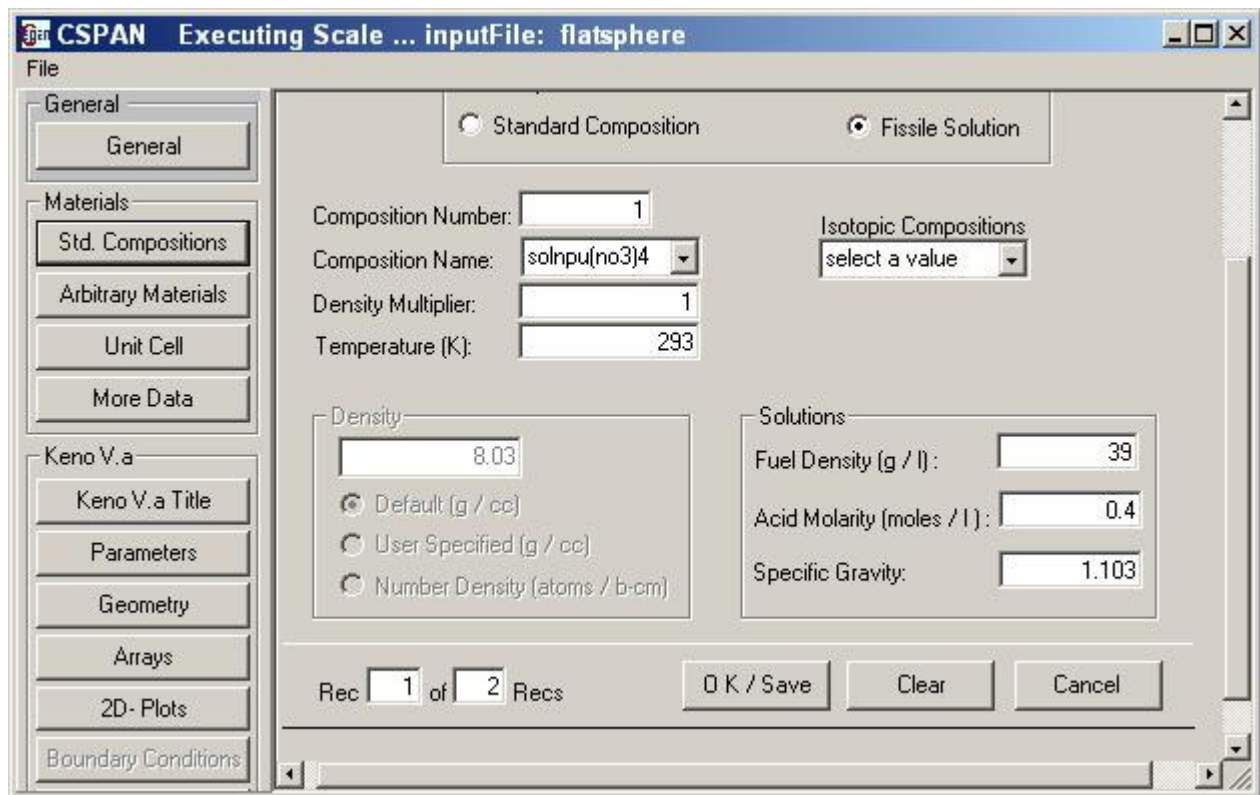 CSPAN Executing Scale ... inputFile: flatsphere
File
General
General
Materials
Std. Compositions
Arbitrary Materials
Unit Cell
More Data
Keno V.a
Keno V.a Title
Parameters
Geometry
Arrays
2D- Plots
Boundary Conditions
Standard Composition
Fissile Solution
Composition Number: 1
Composition Name: solnpu(no3)4
Density Multiplier: 1
Temperature (K): 293
Isotopic Compositions
select a value
Density
8.03
Default (g / cc)
User Specified (g / cc)
Number Density (atoms / b-cm)
Solutions
Fuel Density (g / l) : 39
Acid Molarity (moles / l ) : 0.4
Specific Gravity: 1.103
Rec 1 of 2 Recs
O K / Save
Clear
Cancel